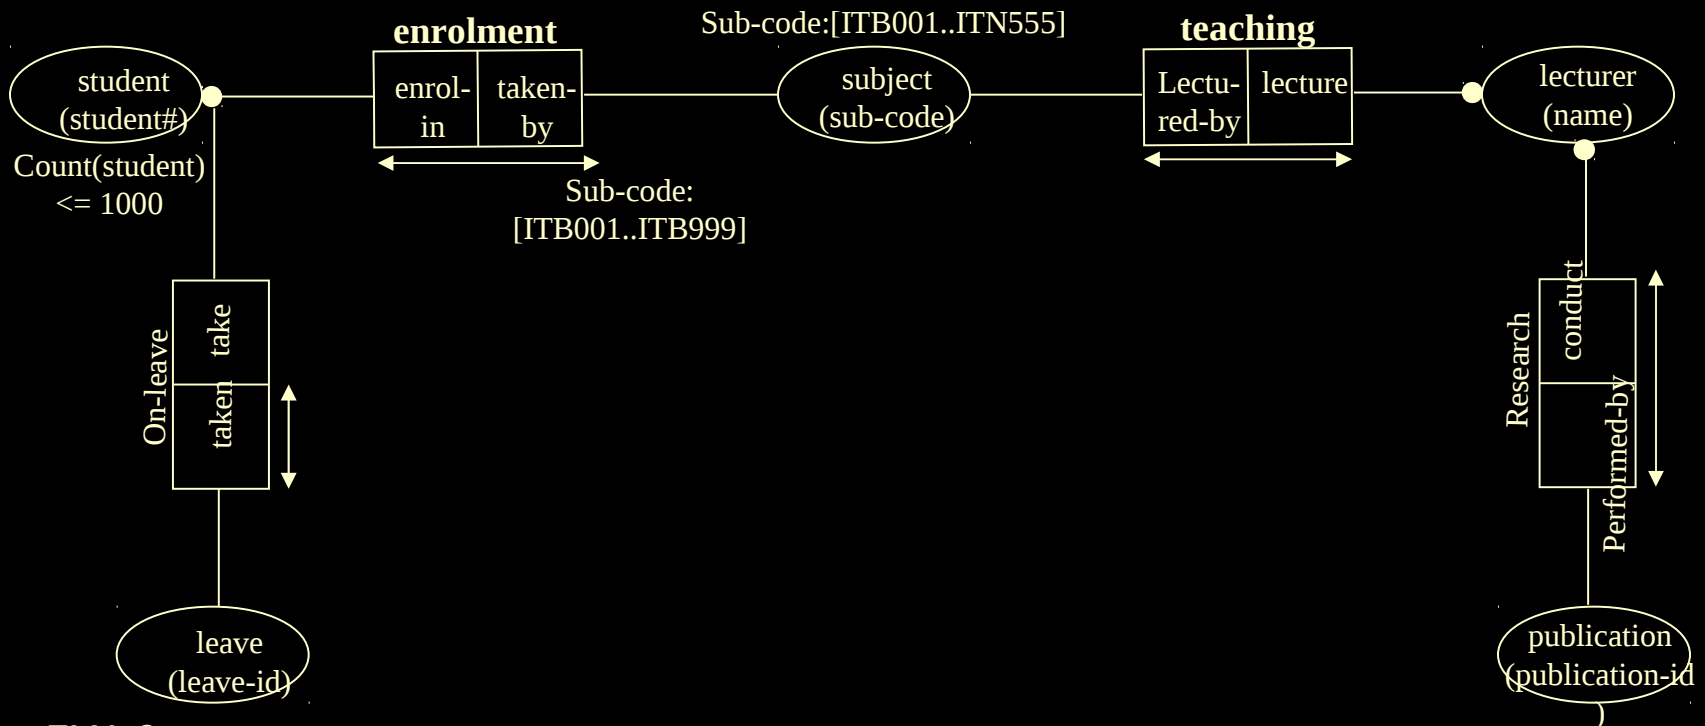 Sub-code:[ITB001..ITN555]
enrolment
teaching
student
(student#)
enrol-
in
taken-
by
subject
(sub-code)
Lectu-
red-by
lecture
lecturer
(name)
Count(student)
<= 1000
Sub-code:
[ITB001..ITB999]
On-leave
take
taken
Research
conduct
Performed-by
leave
(leave-id)
publication
(publication-id
)